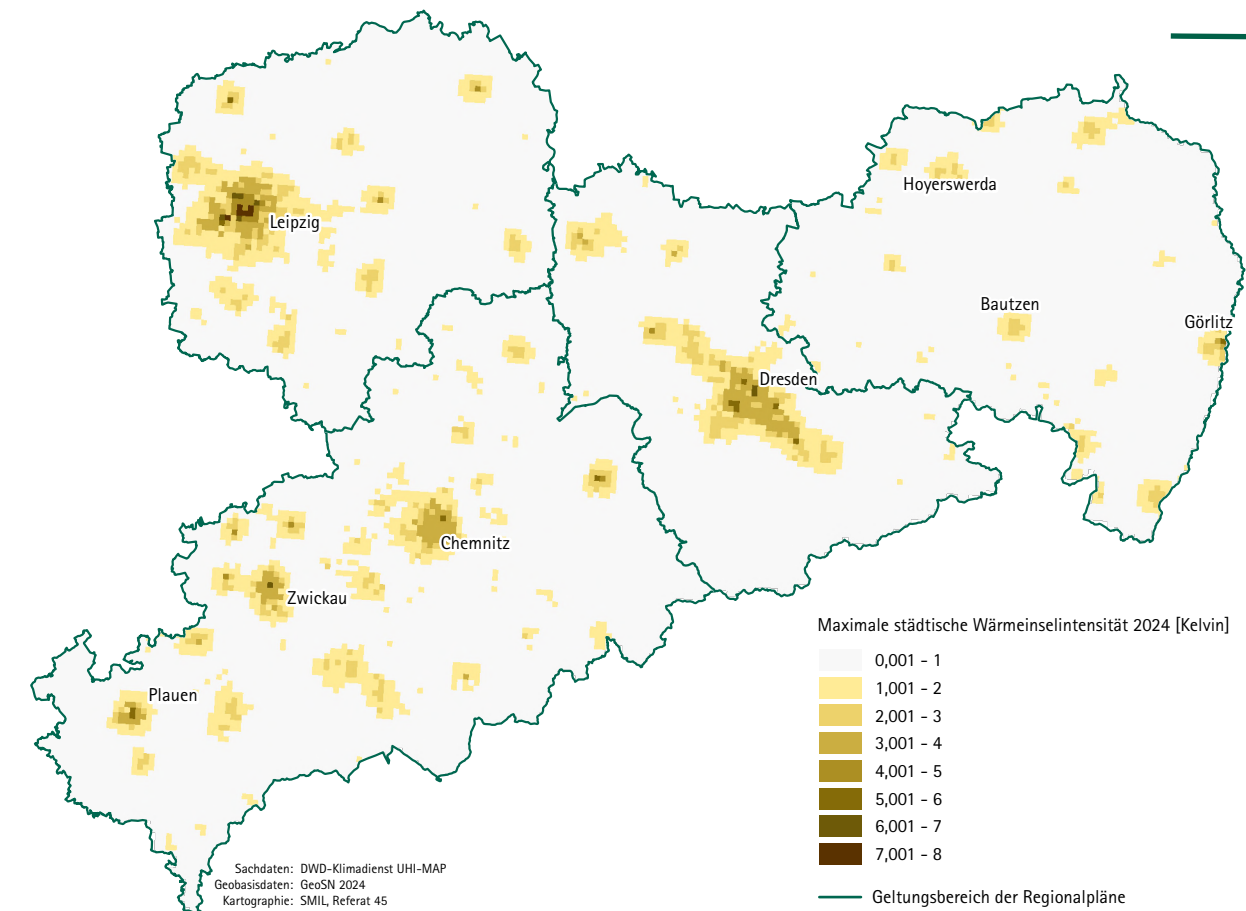 Hoyerswerda
Leipzig
Bautzen
Görlitz
Dresden
Chemnitz
Zwickau
Plauen
Maximale städtische Wärmeinselintensität 2024 [Kelvin]
0,001 - 1
1,001 - 2
2,001 - 3
3,001 - 4
4,001 - 5
5,001 - 6
6,001 - 7
7,001 - 8
Geltungsbereich der Regionalpläne
Sachdaten: DWD-Klimadienst UHI-MAP
Geobasisdaten: GeoSN 2024
Kartographie: SMIL, Referat 45